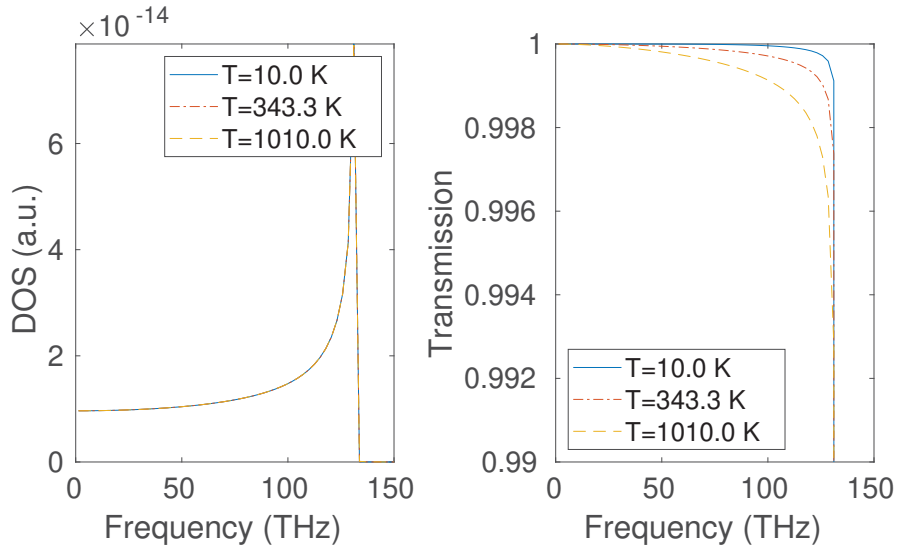 ×10 -14
DOS (a.u.)
6
4
2
0
0 50 100 150
Frequency (THz)
T=10.0 K
T=343.3 K
T=1010.0 K
Transmission
1
0.998
0.996
0.994
0.992
0.99
0 50 100 150
Frequency (THz)
T=10.0 K
T=343.3 K
T=1010.0 K